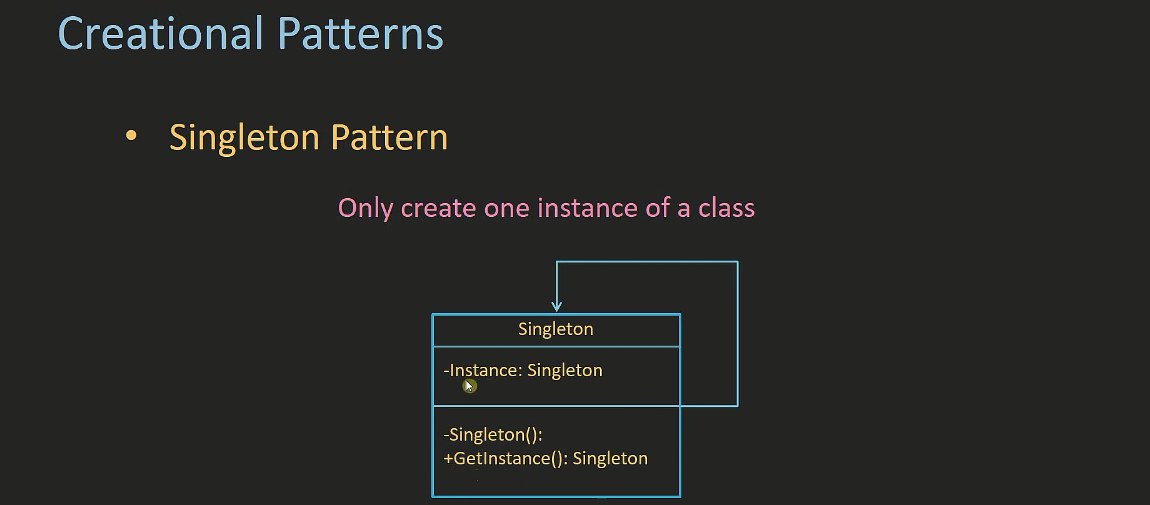 Creational Patterns
• Singleton Pattern
Only create one instance of a class
Singleton
-Instance: Singleton
-Singleton():
+GetInstance(): Singleton